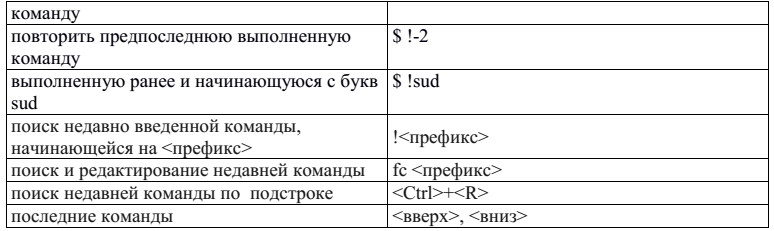 команду
повторить предпоследнюю выполненную $ !-2
команду
выполненную ранее и начинающуюся с букв $ !sud
sud
поиск недавно введенной команды,
начинающейся на <префикс> !<префикс>
поиск и редактирование недавней команды fc <префикс>
поиск недавней команды по подстроке <Ctrl>+<R>
последние команды <вверх>, <вниз>